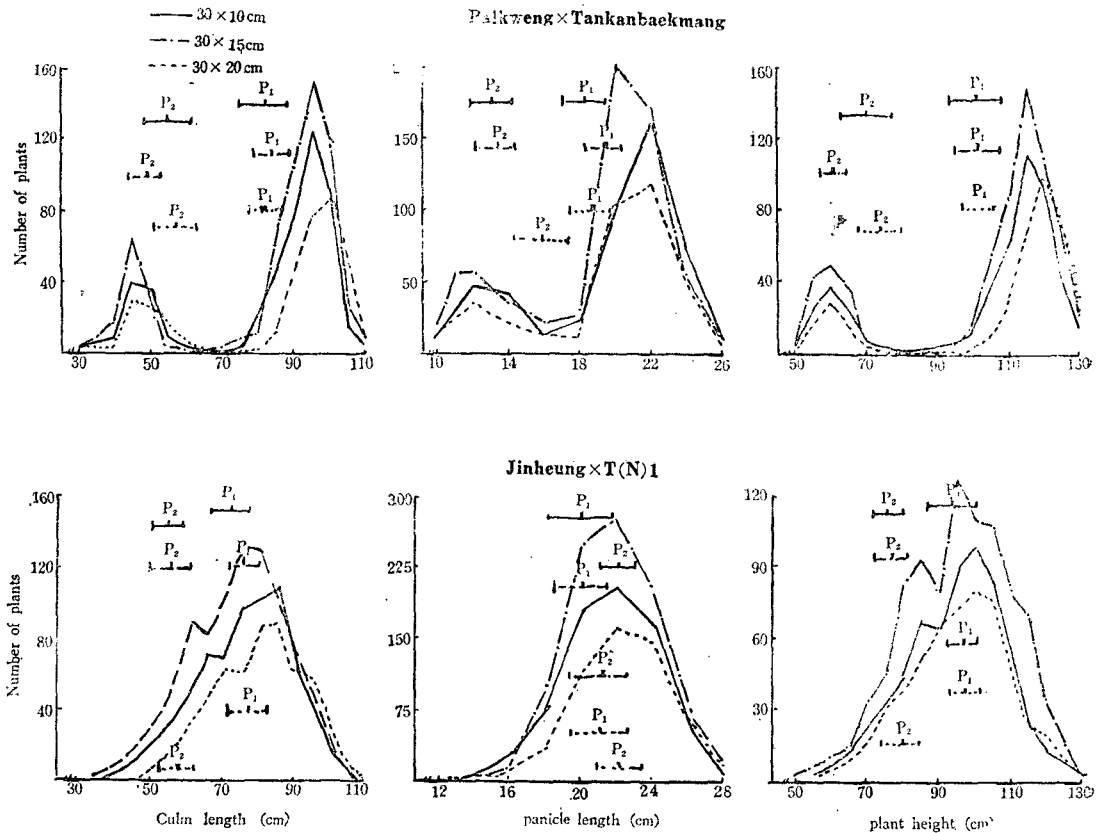 30×10cm
30×15cm
30×20cm
Palkweng×Tankanbaekmang
Number of plants
160
120
80
40
30
50
70
90
110
P₂
P₁
P₂
P₁
P₂
P₁
150
100
50
10
14
18
22
26
P₂
P₁
P₂
P₁
P₁
P₂
160
120
80
40
50
70
90
110
130
P₂
P₁
P₁
P₂
P₁
P₂
Jinheung×T(N)1
Number of plants
160
120
80
40
30
50
70
90
110
Culm length (cm)
P₂
P₁
P₂
P₁
P₂
300
225
150
75
12
16
20
24
28
panicle length (cm)
P₁
P₂
P₁
P₂
P₁
P₂
120
90
60
30
50
70
90
110
130
plant height (cm)
P₂
P₂
P₁
P₁
P₂